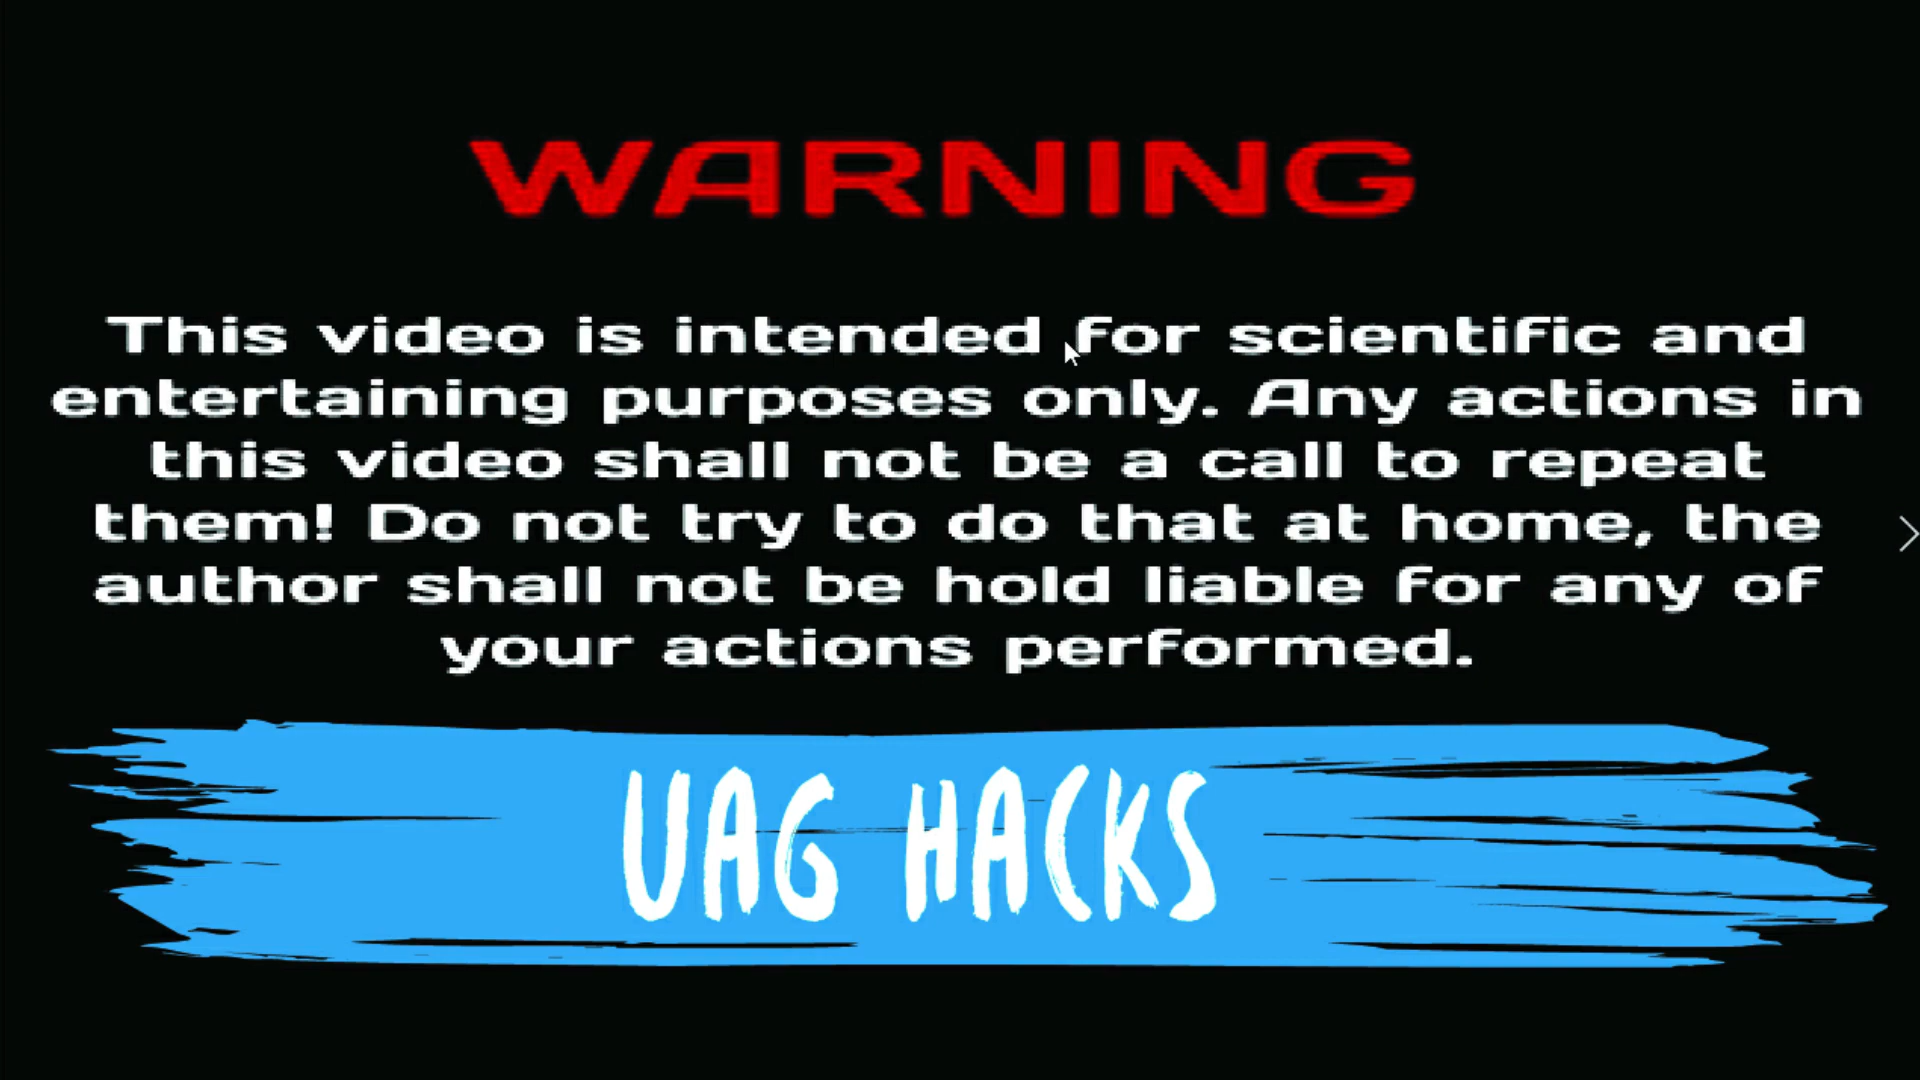 WARNING
This video is intended for scientific and
entertaining purposes only. Any actions in
this video shall not be a call to repeat
them! Do not try to do that at home, the
author shall not be hold liable for any of
your actions performed.
UAG HACKS